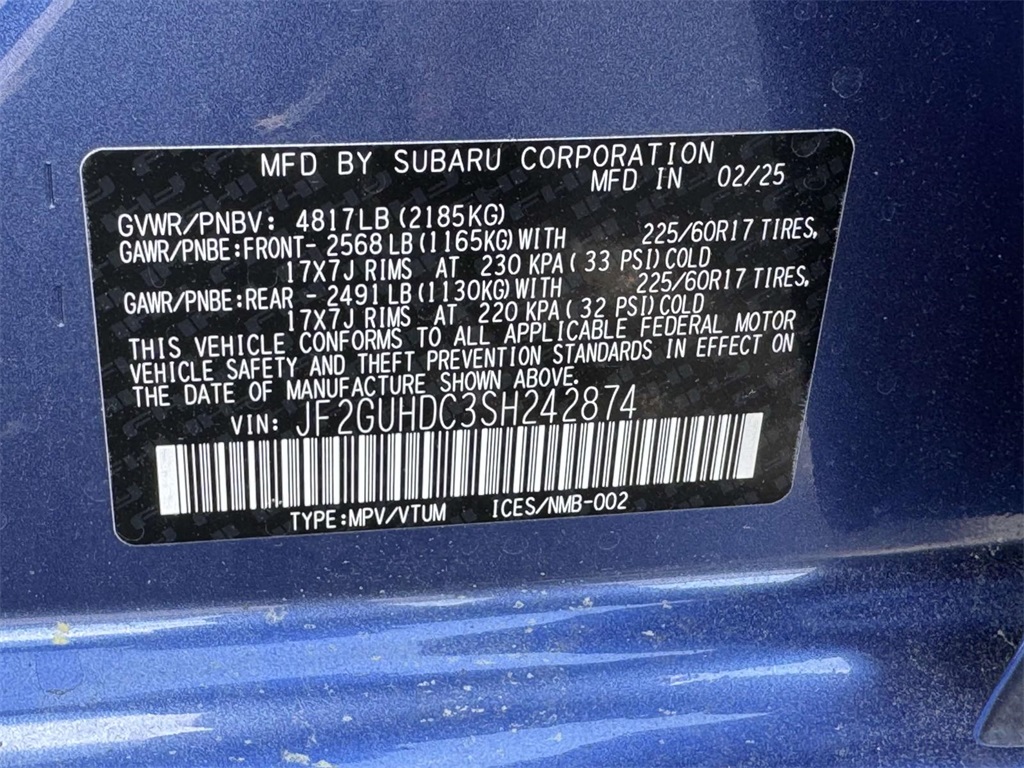 MFD BY SUBARU CORPORATION
MFD IN 02/25
GVWR/PNBV: 4817LB(2185KG)
GAWR/PNBE:FRONT- 2568LB(1165KG)WITH 225/60R17 TIRES,
17X7J RIMS AT 230 KPA( 33 PSI)COLD
GAWR/PNBE:REAR - 2491LB(1130KG)WITH 225/60R17 TIRES,
17X7J RIMS AT 220 KPA( 32 PSI)COLD
THIS VEHICLE CONFORMS TO ALL APPLICABLE FEDERAL MOTOR
VEHICLE SAFETY AND THEFT PREVENTION STANDARDS IN EFFECT ON
THE DATE OF MANUFACTURE SHOWN ABOVE.
VIN: JF2GUHDC3SH242874
TYPE:MPV/VTUM ICES/NMB-002